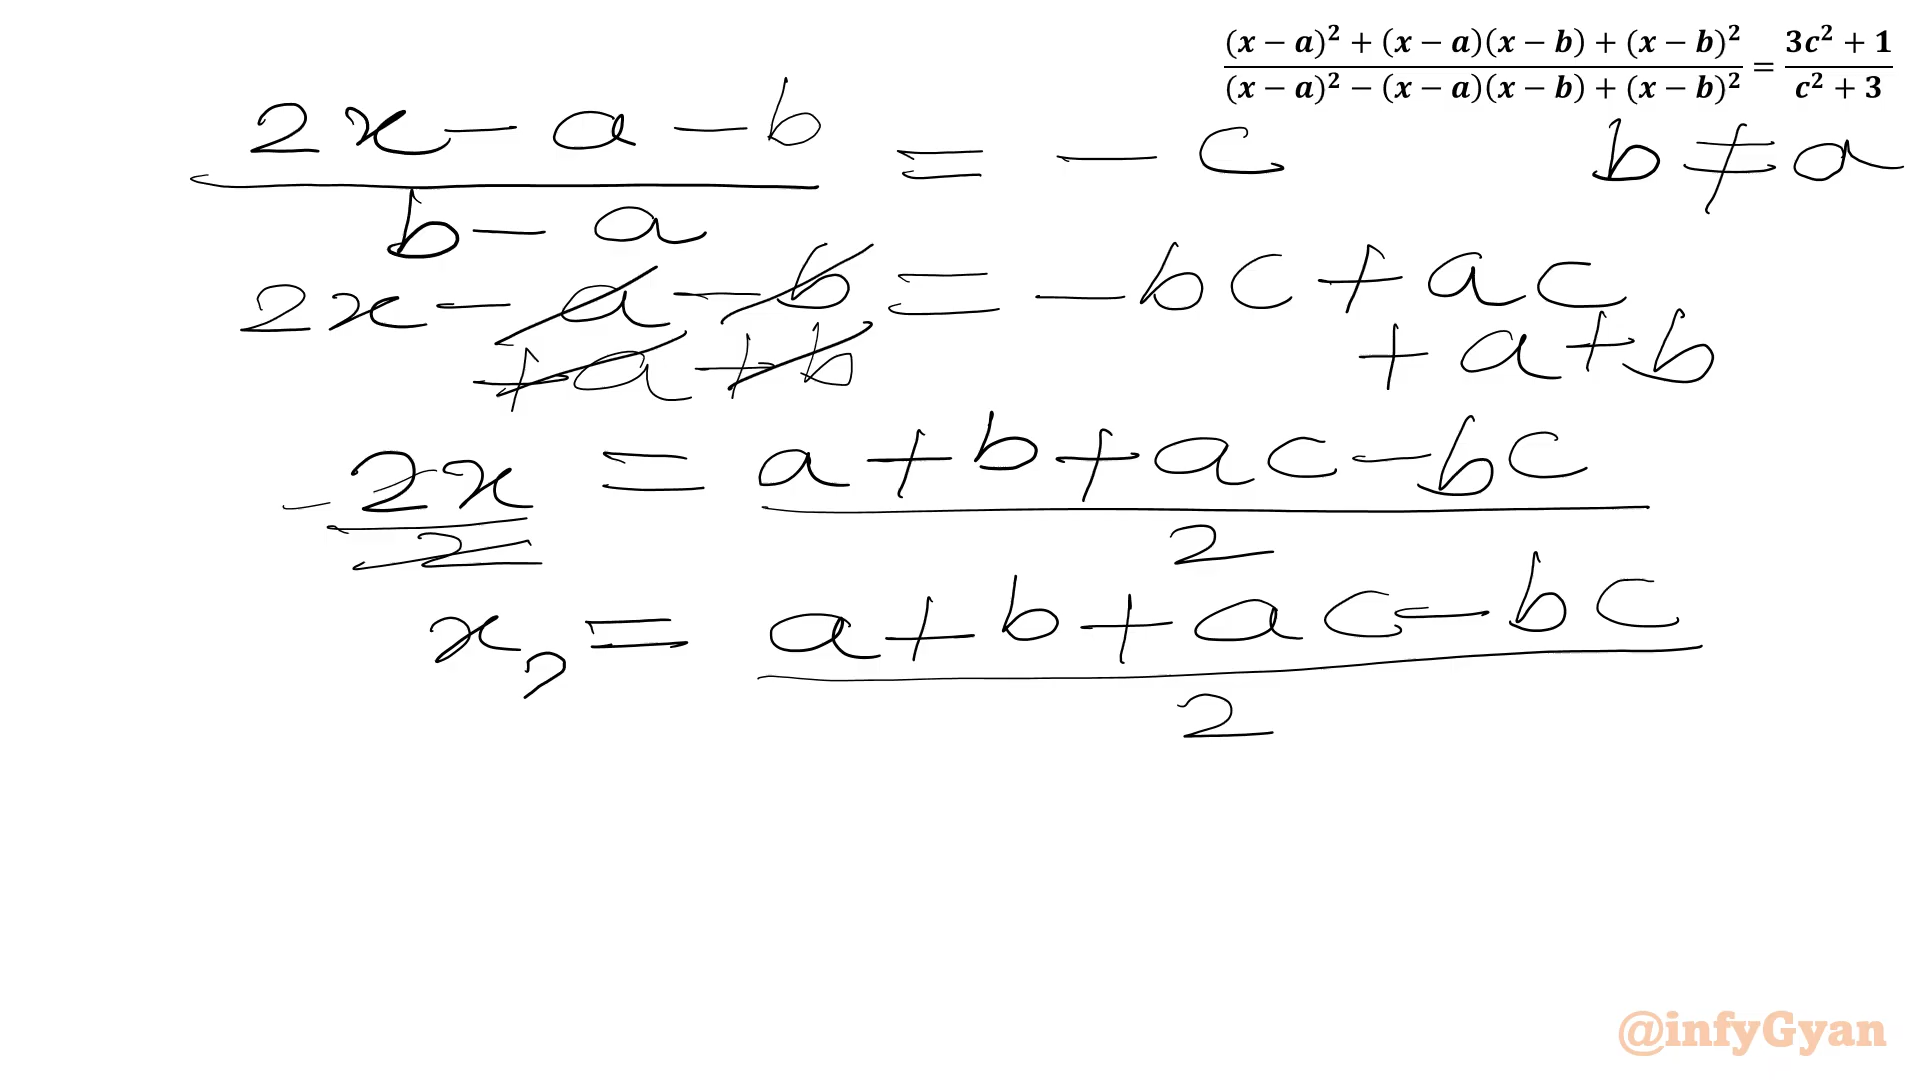 (x − a)² + (x − a)(x − b) + (x − b)² / (x − a)² − (x − a)(x − b) + (x − b)² = 3c² + 1 / c² + 3
2x − a − b / b − a = − c b ≠ a
2x − a − b = − bc + ac
+ a + b + a + b
2x / 2 = a + b + ac − bc / 2
x₂ = a + b + ac − bc / 2
@infyGyan